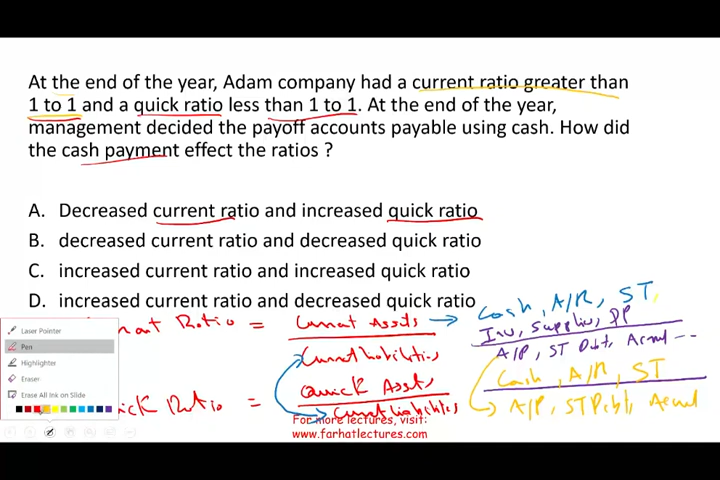 At the end of the year, Adam company had a current ratio greater than
1 to 1 and a quick ratio less than 1 to 1. At the end of the year,
management decided the payoff accounts payable using cash. How did
the cash payment effect the ratios ?
A. Decreased current ratio and increased quick ratio
B. decreased current ratio and decreased quick ratio
C. increased current ratio and increased quick ratio
D. increased current ratio and decreased quick ratio
Ratio = Current Assets
Current liabilities
Ratio = Quick Assets
Current liabilities
Cash, A/R, ST
Inv, Supplies, PP
A/P, ST Debt, Accrued ---
Cash, A/R, ST
A/P, ST Debt, Accrued
Laser Pointer
Pen
Highlighter
Eraser
Erase All Ink on Slide
For more lectures, visit:
www.farhatlectures.com